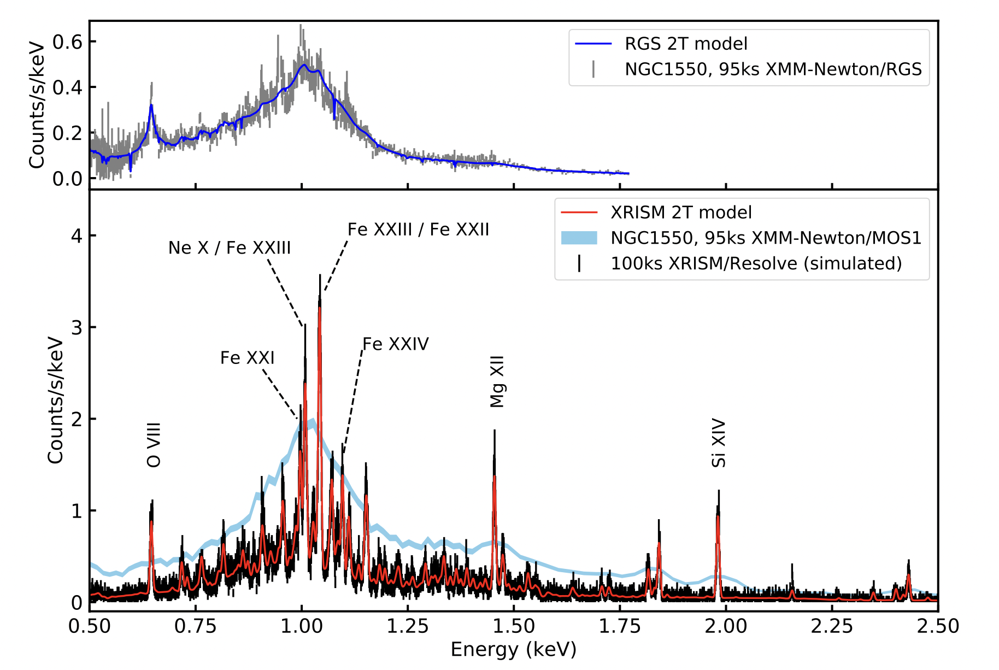 Counts/s/keV
0.6
0.4
0.2
0.0
RGS 2T model
NGC1550, 95ks XMM-Newton/RGS
Counts/s/keV
4
3
2
1
0
XRISM 2T model
NGC1550, 95ks XMM-Newton/MOS1
100ks XRISM/Resolve (simulated)
Fe XXIII / Fe XXII
Ne X / Fe XXIII
Fe XXIV
Fe XXI
Mg XII
O VIII
Si XIV
0.50 0.75 1.00 1.25 1.50 1.75 2.00 2.25 2.50
Energy (keV)